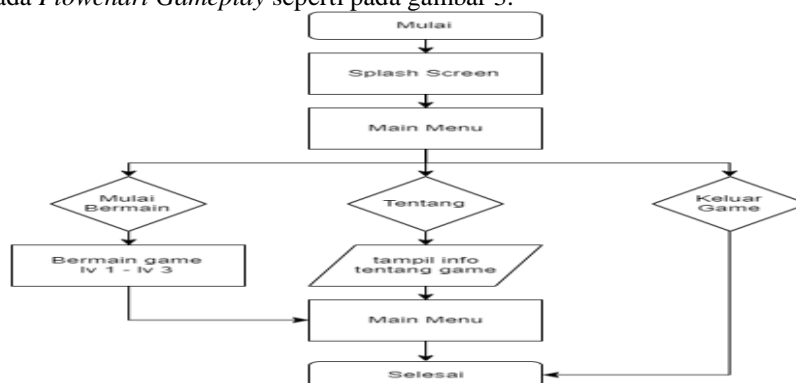 ada Flowchart Gameplay seperti pada gambar 3.
Mulai
Splash Screen
Main Menu
Mulai
Bermain
Tentang
Keluar
Game
Bermain game
lv 1 - lv 3
tampil info
tentang game
Main Menu
Selesai